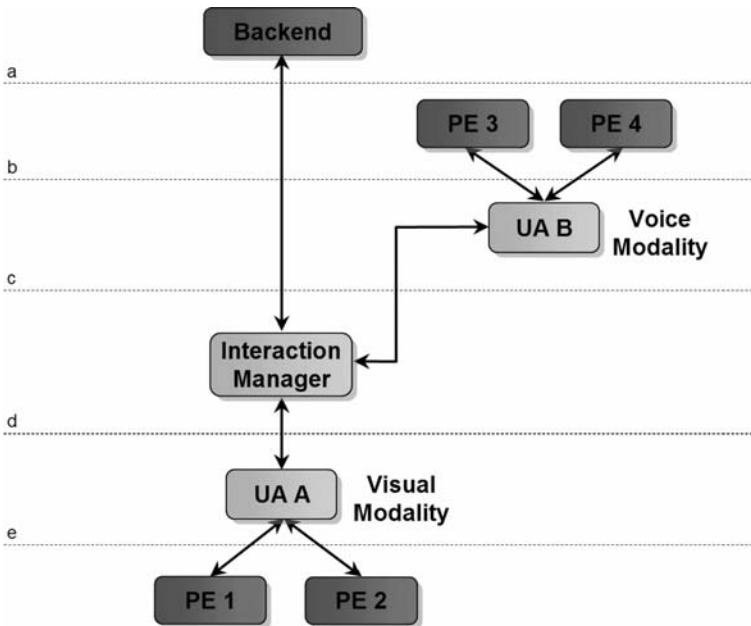 Backend
a
PE 3
PE 4
b
UA B
Voice
Modality
c
Interaction
Manager
d
UA A
Visual
Modality
e
PE 1
PE 2